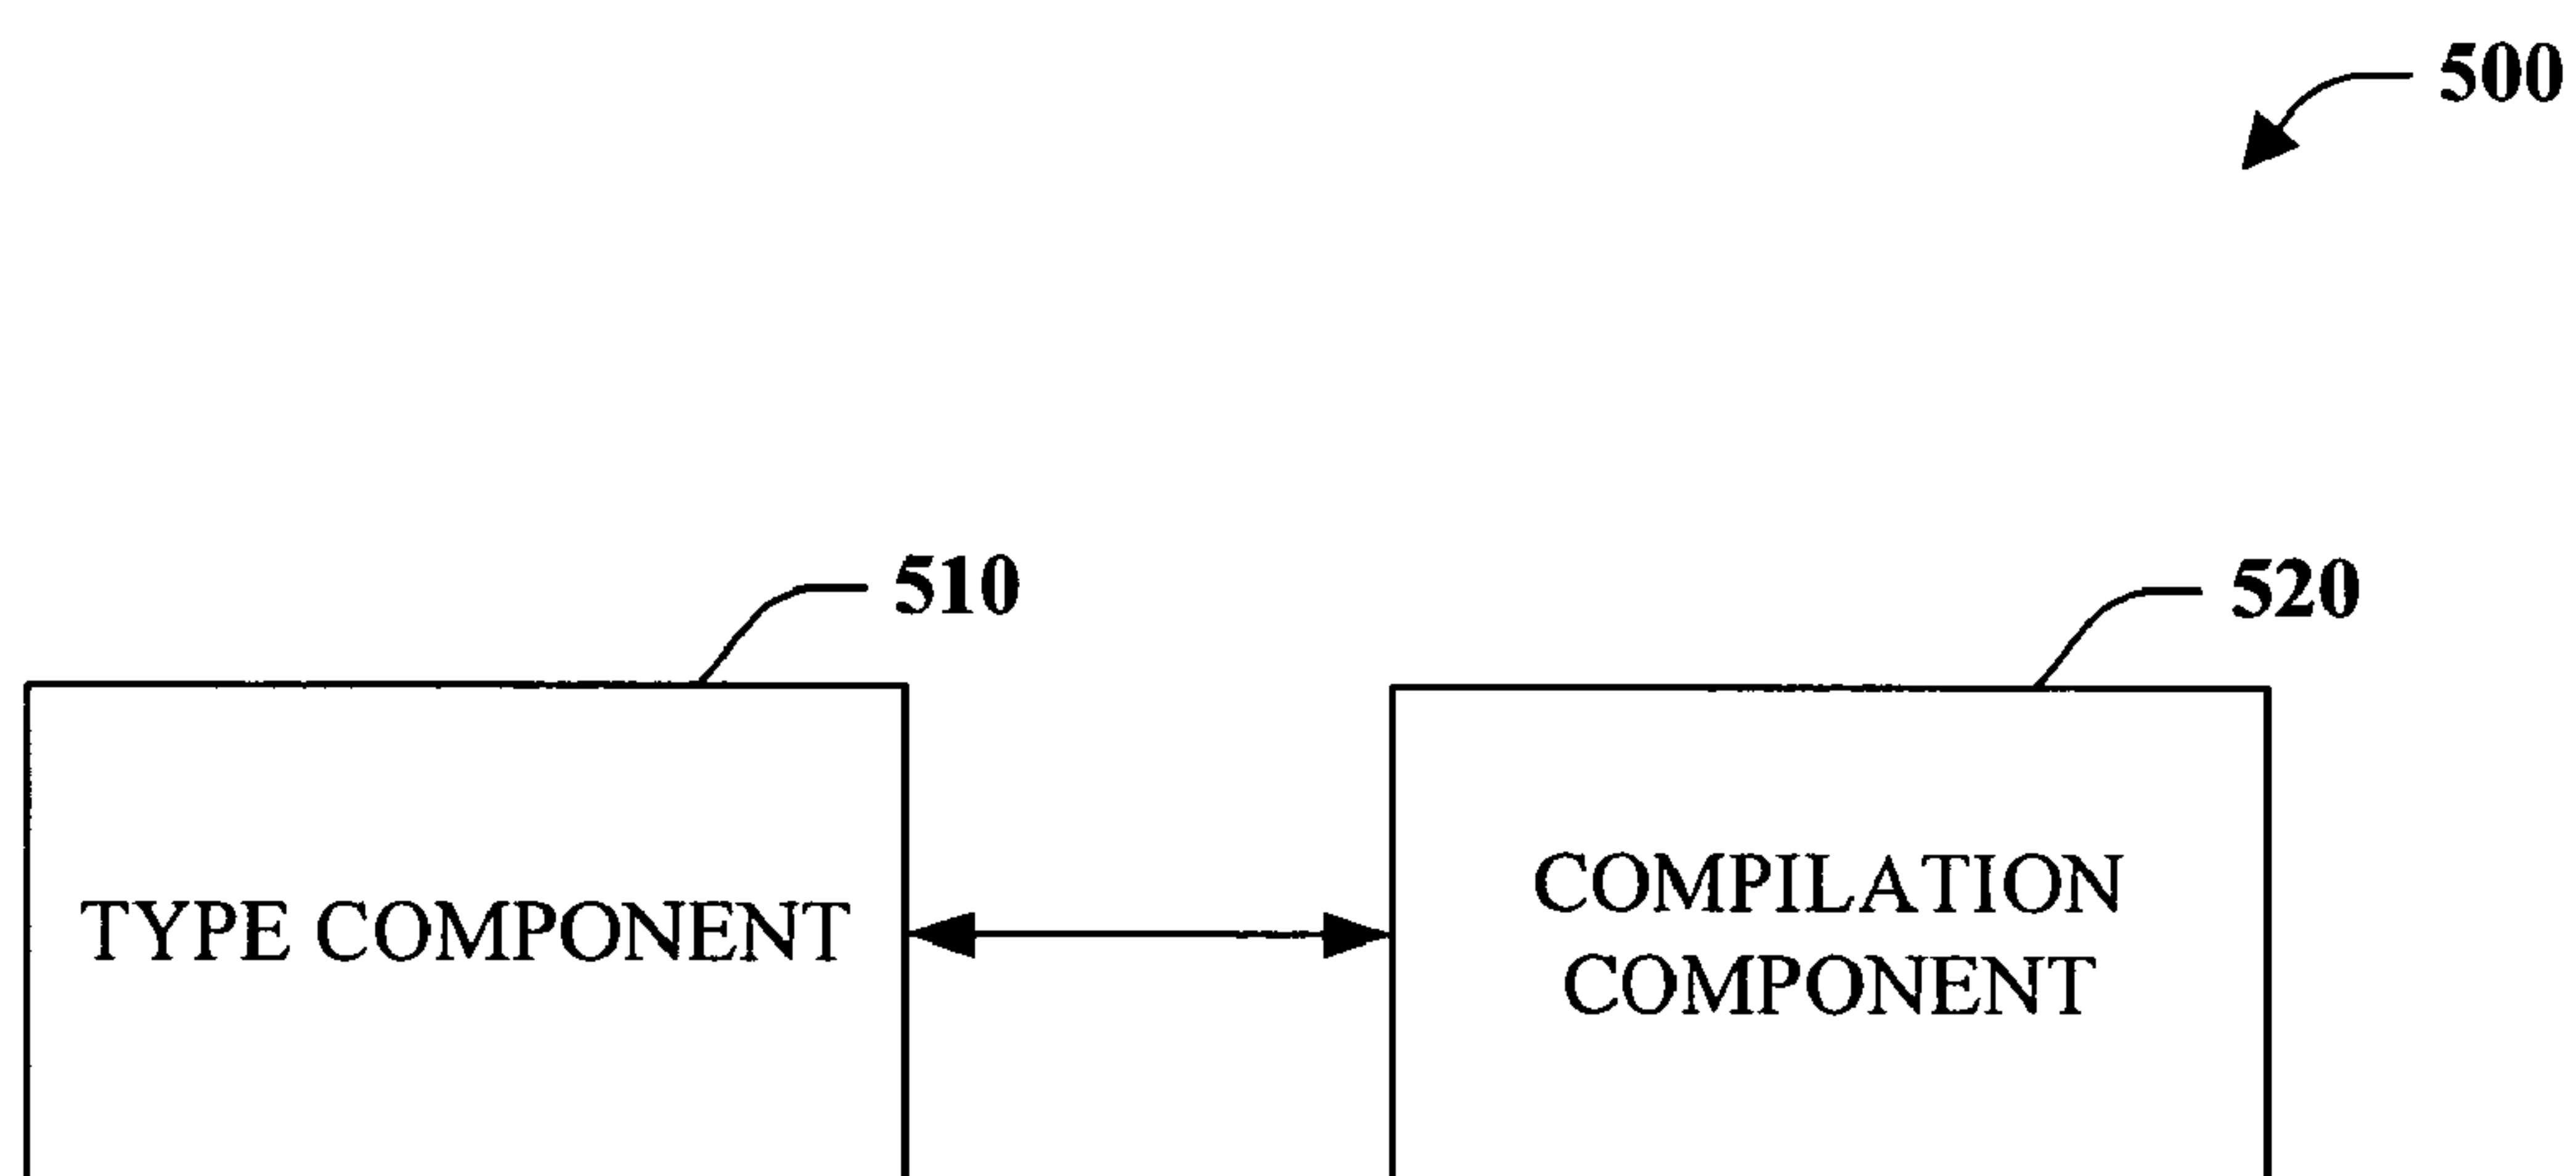 500
510
520
TYPE COMPONENT
COMPILATION
COMPONENT